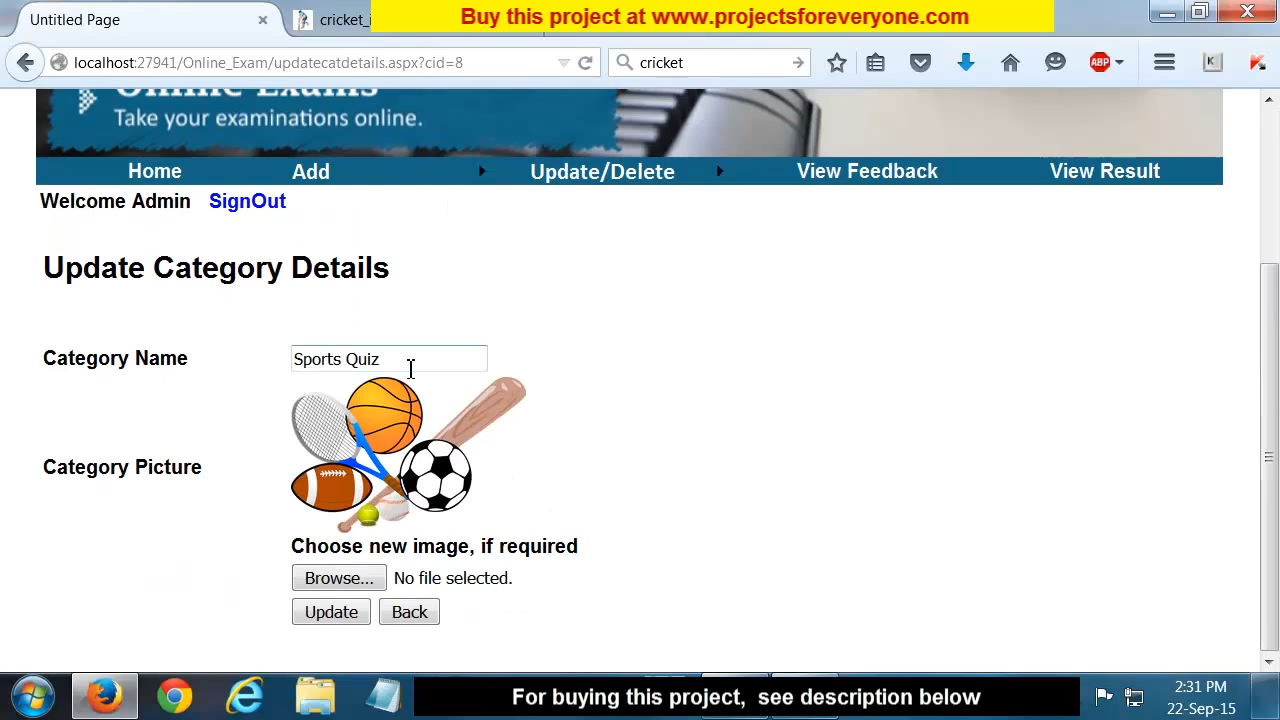 Untitled Page
cricket_i
Buy this project at www.projectsforeveryone.com
localhost:27941/Online_Exam/updatecatdetails.aspx?cid=8
cricket
ABP
K
Online Exams
Take your examinations online.
Home Add Update/Delete View Feedback View Result
Welcome Admin SignOut
Update Category Details
Category Name Sports Quiz
Category Picture
Choose new image, if required
Browse... No file selected.
Update Back
For buying this project, see description below
2:31 PM
22-Sep-15